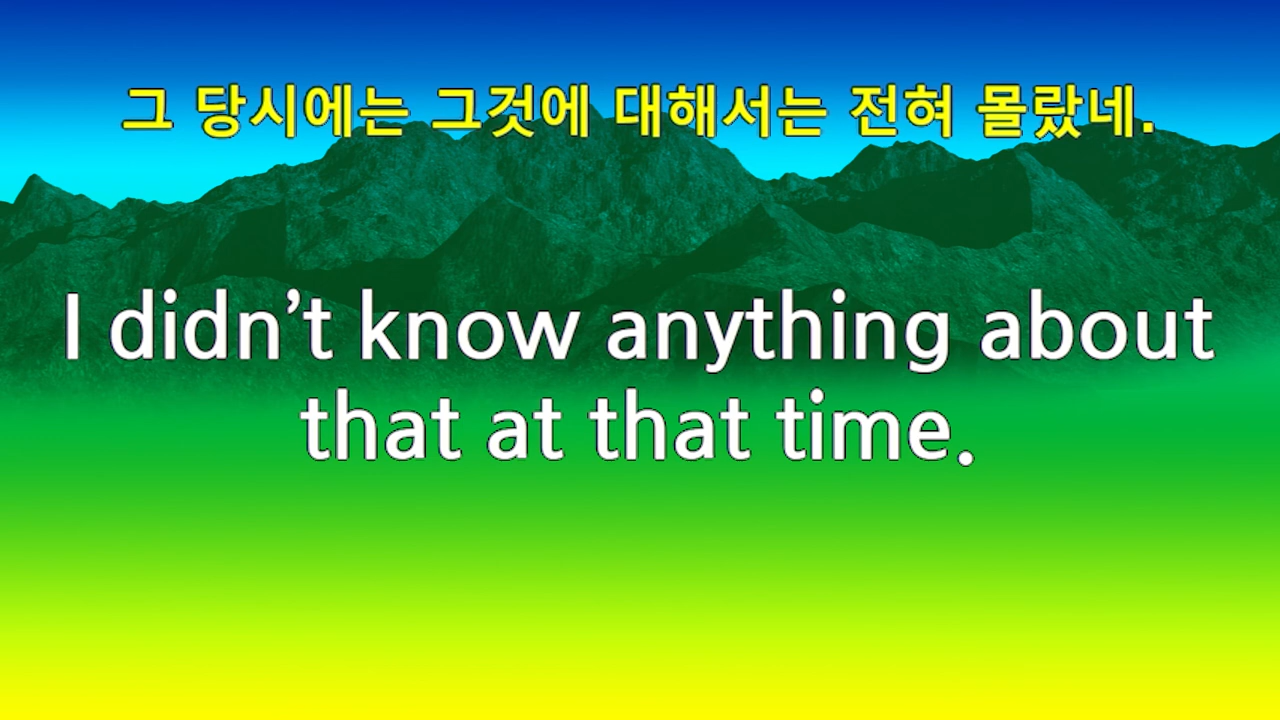 그 당시에는 그것에 대해서는 전혀 몰랐네.
I didn’t know anything about
that at that time.